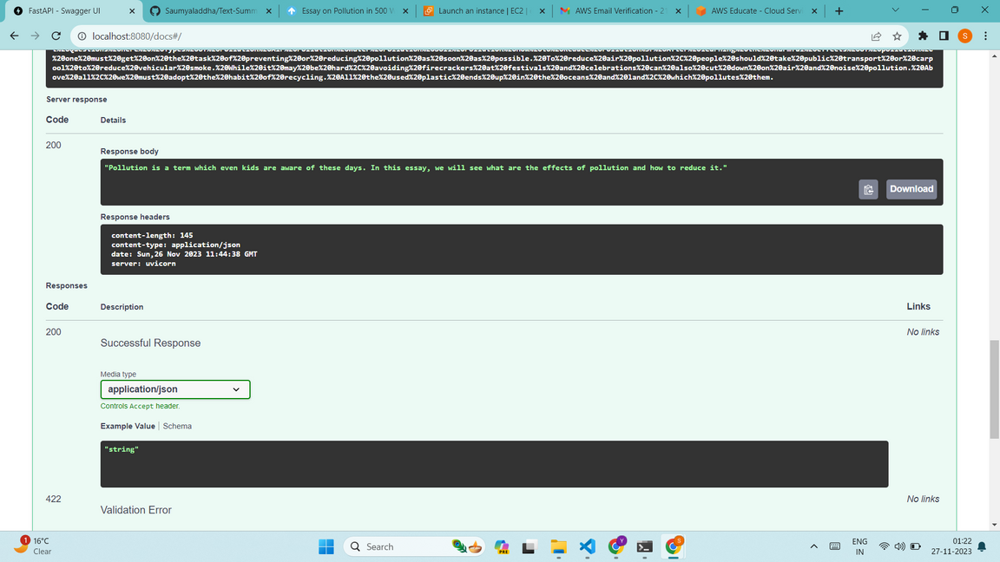 FastAPI - Swagger UI
Saumyaladdha/Text-Summ
Essay on Pollution in 500 W
Launch an instance | EC2 |
AWS Email Verification - 2
AWS Educate - Cloud Serv
localhost:8080/docs#/
S
%20one%20must%20get%20on%20the%20task%20of%20preventing%20or%20reducing%20pollution%20as%20soon%20as%20possible.%20To%20reduce%20air%20pollution%2C%20people%20should%20take%20public%20transport%20or%20carp
ool%20to%20reduce%20vehicular%20smoke.%20While%20it%20may%20be%20hard%2C%20avoiding%20firecrackers%20at%20festivals%20and%20celebrations%20can%20also%20cut%20down%20on%20air%20and%20noise%20pollution.%20Ab
ove%20all%2C%20we%20must%20adopt%20the%20habit%20of%20recycling.%20All%20the%20used%20plastic%20ends%20up%20in%20the%20oceans%20and%20land%2C%20which%20pollutes%20them.
Server response
Code Details
200
Response body
"Pollution is a term which even kids are aware of these days. In this essay, we will see what are the effects of pollution and how to reduce it."
Download
Response headers
content-length: 145
content-type: application/json
date: Sun,26 Nov 2023 11:44:38 GMT
server: uvicorn
Responses
Code Description Links
200 No links
Successful Response
Media type
application/json
Controls Accept header.
Example Value | Schema
"string"
422 No links
Validation Error
1
16°C
Clear
Search
PRE
Y
S
ENG
IN
01:22
27-11-2023